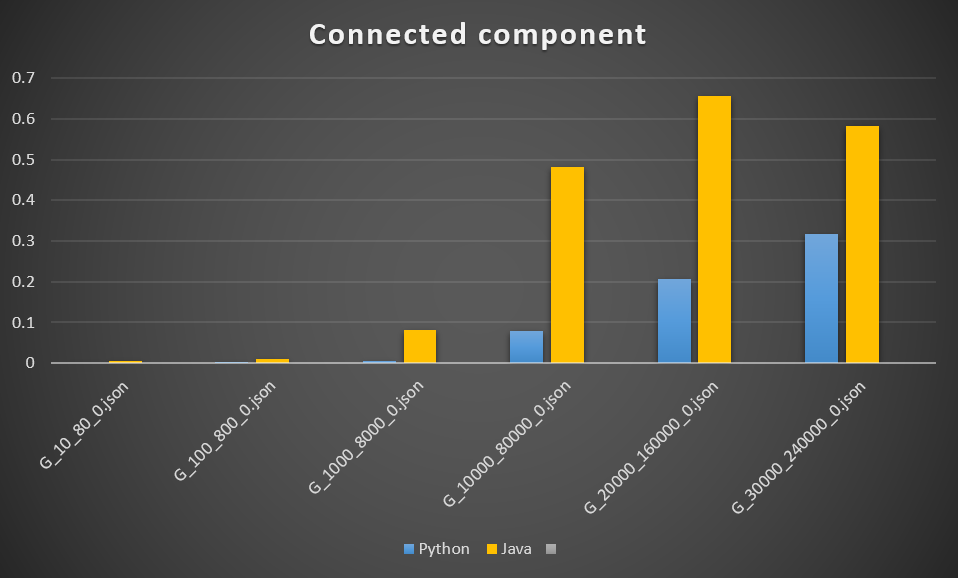 Connected component
0.7
0.6
0.5
0.4
0.3
0.2
0.1
0
G_10_80_0.json
G_100_800_0.json
G_1000_8000_0.json
G_10000_80000_0.json
G_20000_160000_0.json
G_30000_240000_0.json
Python Java